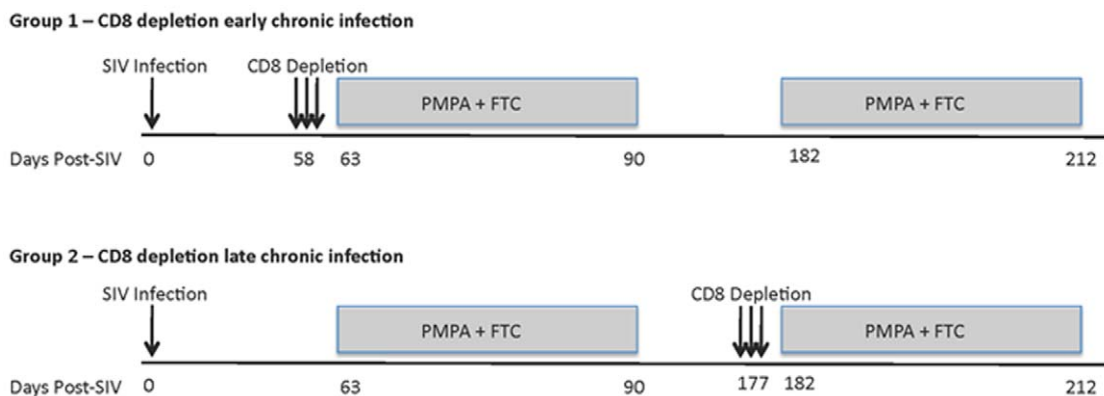 Group 1 – CD8 depletion early chronic infection
SIV Infection CD8 Depletion
PMPA + FTC PMPA + FTC
Days Post-SIV 0 58 63 90 182 212
Group 2 – CD8 depletion late chronic infection
SIV Infection CD8 Depletion
PMPA + FTC PMPA + FTC
Days Post-SIV 0 63 90 177 182 212